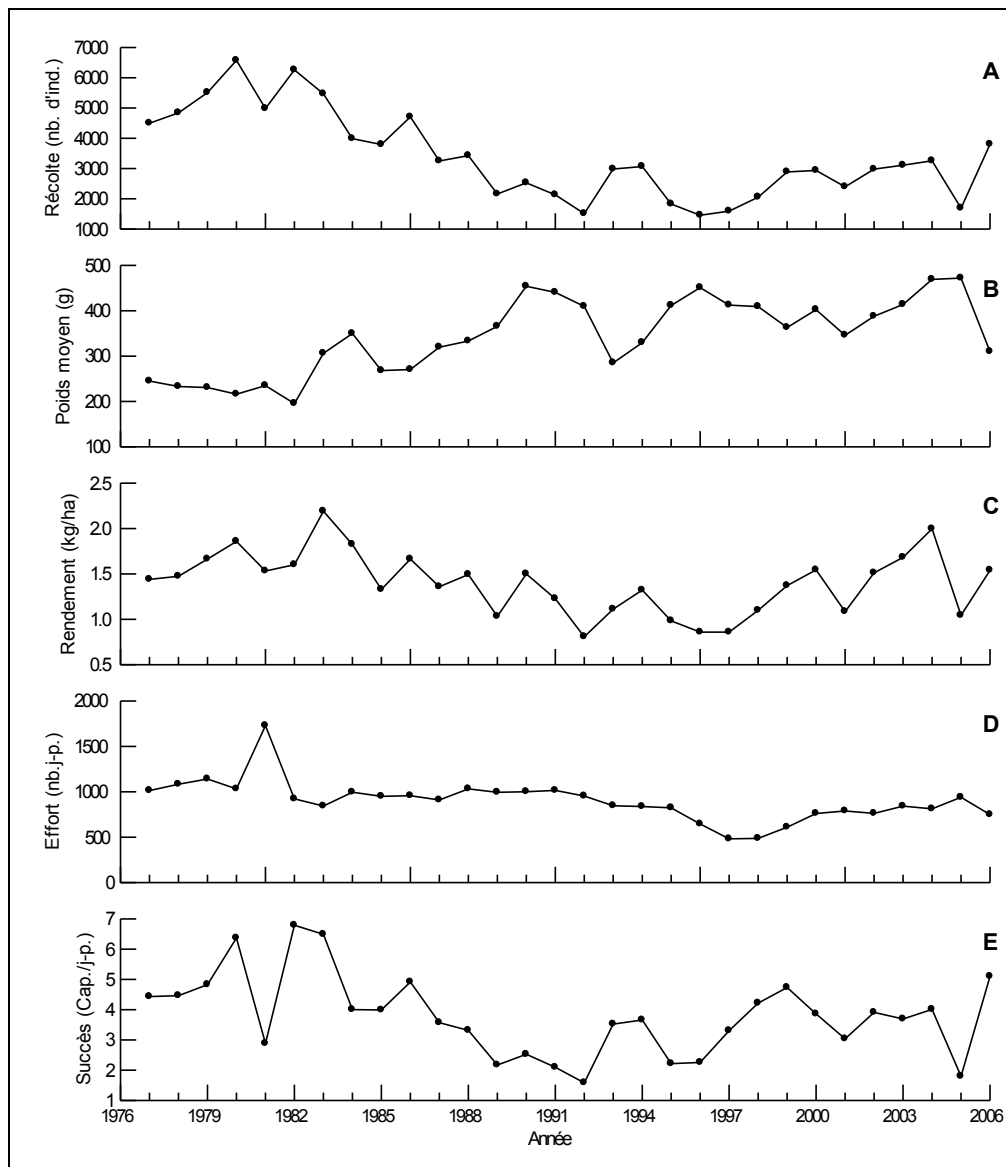 A
Récolte (nb. d'ind.)
7000
6000
5000
4000
3000
2000
1000
B
Poids moyen (g)
500
400
300
200
100
C
Rendement (kg/ha)
2.5
2.0
1.5
1.0
0.5
D
Effort (nb.j-p.)
2000
1500
1000
500
0
E
Succès (Cap./j-p.)
7
6
5
4
3
2
1
1976 1979 1982 1985 1988 1991 1994 1997 2000 2003 2006
Année